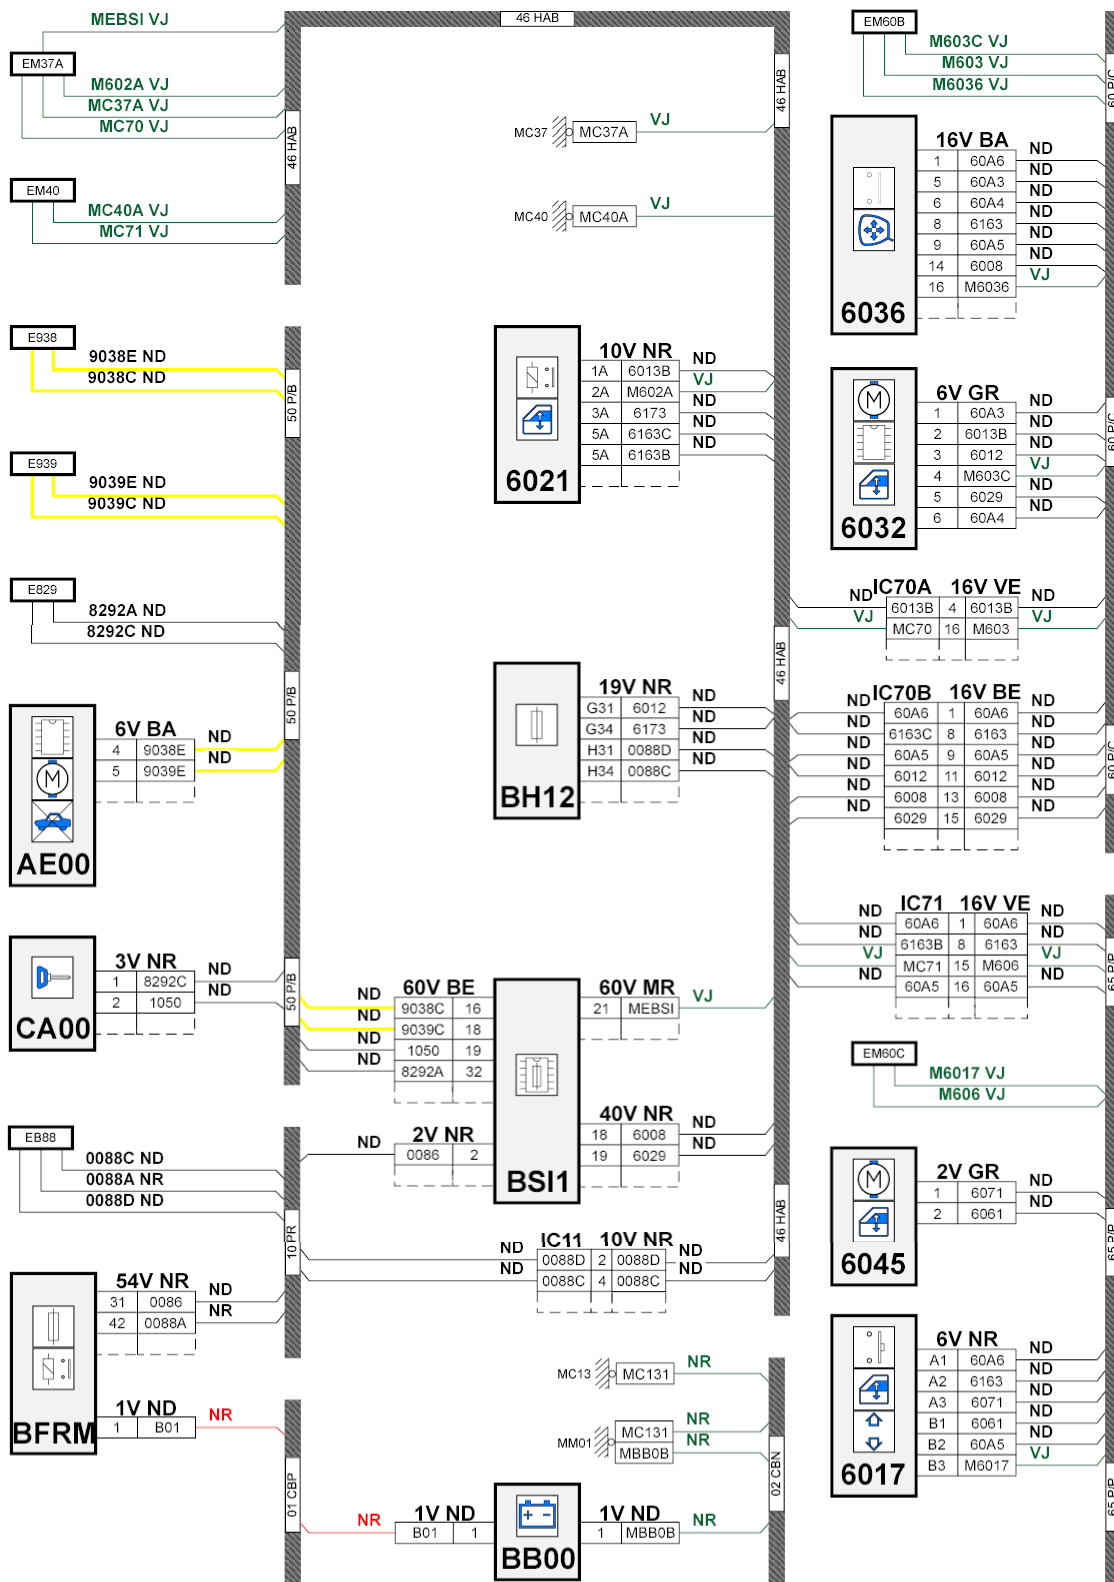 MEBSI VJ
EM37A
M602A VJ
MC37A VJ
MC70 VJ
46 HAB
EM40
MC40A VJ
MC71 VJ
E938
9038E ND
9038C ND
50 P/B
E939
9039E ND
9039C ND
E829
8292A ND
8292C ND
50 P/B
6V BA
4 9038E ND
5 9039E ND
AE00
3V NR
1 8292C ND
2 1050 ND
CA00
50 P/B
EB88
0088C ND
0088A NR
0088D ND
10 PR
54V NR
31 0086 ND
42 0088A NR
1V ND
1 B01 NR
BFRM
01 CBP
46 HAB
46 HAB
MC37 MC37A VJ
MC40 MC40A VJ
10V NR
1A 6013B ND
2A M602A VJ
3A 6173 ND
5A 6163C ND
5A 6163B ND
6021
46 HAB
19V NR
G31 6012 ND
G34 6173 ND
H31 0088D ND
H34 0088C ND
BH12
60V BE
ND 9038C 16
ND 9039C 18
ND 1050 19
ND 8292A 32
60V MR
21 MEBSI VJ
2V NR
ND 0086 2
40V NR
18 6008 ND
19 6029 ND
BSI1
46 HAB
IC11 10V NR
ND 0088D 2 0088D ND
ND 0088C 4 0088C ND
MC13 MC131 NR
MM01 MC131 NR
MBB0B NR
02 CBN
1V ND
NR B01 1
1V ND
1 MBB0B NR
BB00
EM60B
M603C VJ
M603 VJ
M6036 VJ
60 P/C
16V BA
1 60A6 ND
5 60A3 ND
6 60A4 ND
8 6163 ND
9 60A5 ND
14 6008 ND
16 M6036 VJ
6036
M
6V GR
1 60A3 ND
2 6013B ND
3 6012 ND
4 M603C VJ
5 6029 ND
6 60A4 ND
6032
60 P/C
IC70A 16V VE
ND 6013B 4 6013B ND
VJ MC70 16 M603 VJ
IC70B 16V BE
ND 60A6 1 60A6 ND
ND 6163C 8 6163 ND
ND 60A5 9 60A5 ND
ND 6012 11 6012 ND
ND 6008 13 6008 ND
ND 6029 15 6029 ND
60 P/C
IC71 16V VE
ND 60A6 1 60A6 ND
ND 6163B 8 6163 ND
VJ MC71 15 M606 VJ
ND 60A5 16 60A5 ND
65 P/P
EM60C
M6017 VJ
M606 VJ
M
2V GR
1 6071 ND
2 6061 ND
6045
65 P/P
6V NR
A1 60A6 ND
A2 6163 ND
A3 6071 ND
B1 6061 ND
B2 60A5 ND
B3 M6017 VJ
6017
65 P/P
M